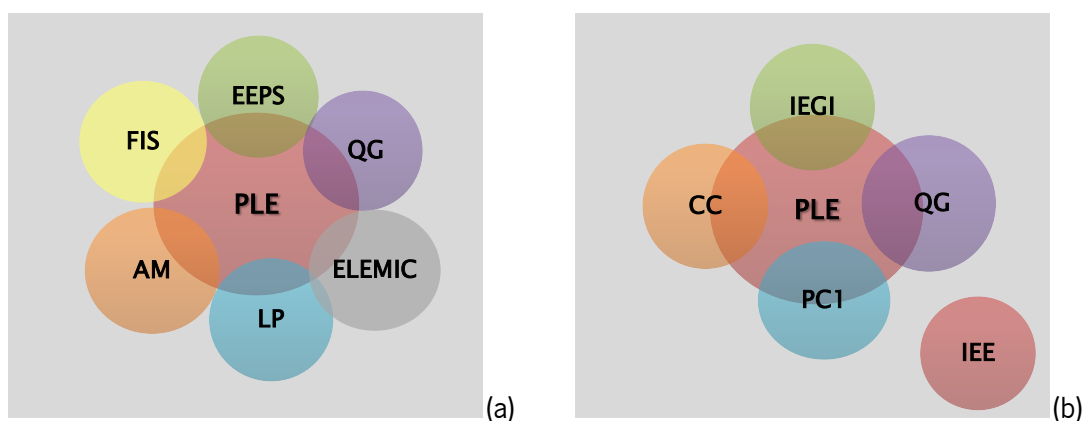 EEPS
FIS
QG
PLE
AM
ELEMIC
LP
(a)
IEGI
CC
PLE
QG
PC1
IEE
(b)